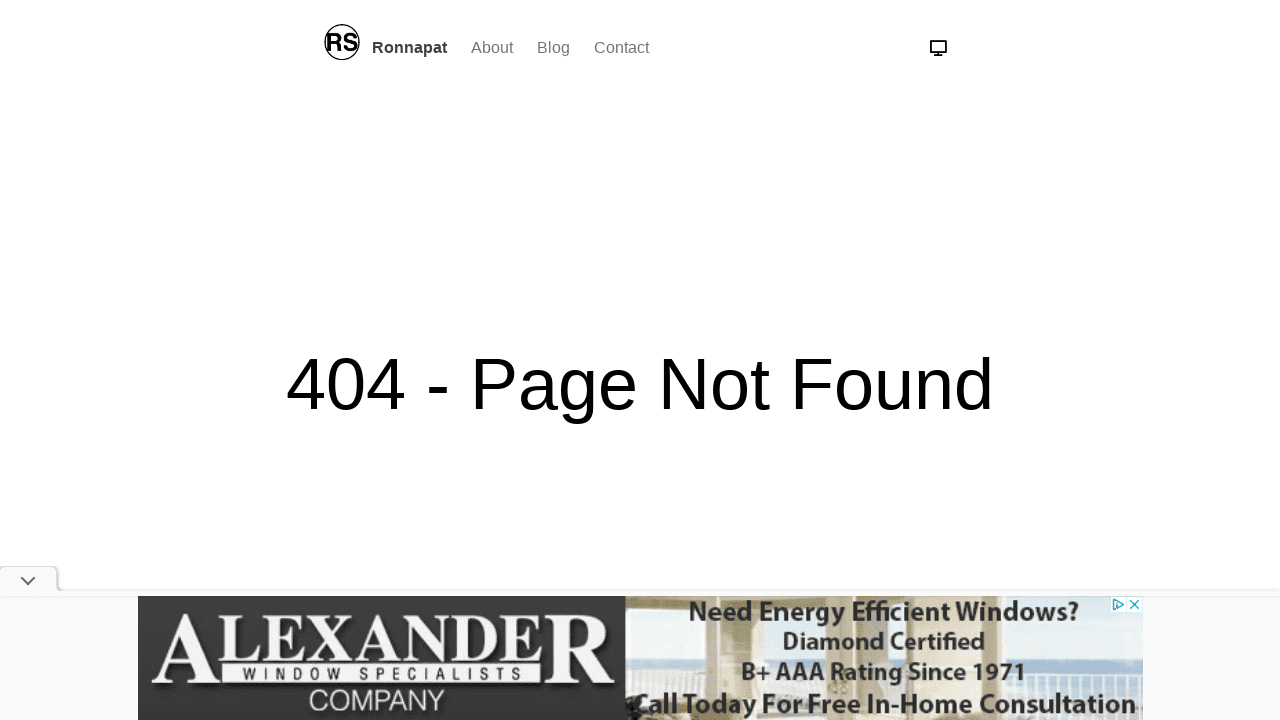 RS Ronnapat About Blog Contact
404 - Page Not Found
ALEXANDER
WINDOW SPECIALISTS
COMPANY
Need Energy Efficient Windows?
Diamond Certified
B+ AAA Rating Since 1971
Call Today For Free In-Home Consultation